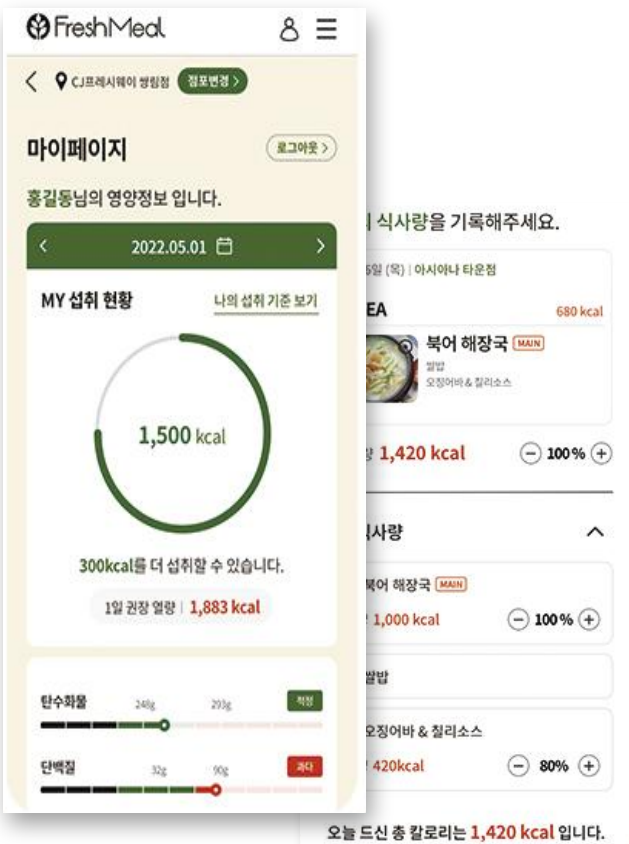 FreshMeal
CJ프레시웨이 쌍림점 점포변경 >
마이페이지
로그아웃 >
홍길동님의 영양정보 입니다.
2022.05.01
MY 섭취 현황
나의 섭취 기준 보기
1,500 kcal
300kcal를 더 섭취할 수 있습니다.
1일 권장 열량 | 1,883 kcal
탄수화물 248g 293g 적정
단백질 32g 90g 과다
식사량을 기록해주세요.
(목) | 아시아나 타운점
EA 680 kcal
북어 해장국 MAIN
쌀밥
오징어바 & 칠리소스
1,420 kcal 100%
식사량
북어 해장국 MAIN
1,000 kcal 100%
쌀밥
오징어바 & 칠리소스
420kcal 80%
오늘 드신 총 칼로리는 1,420 kcal 입니다.